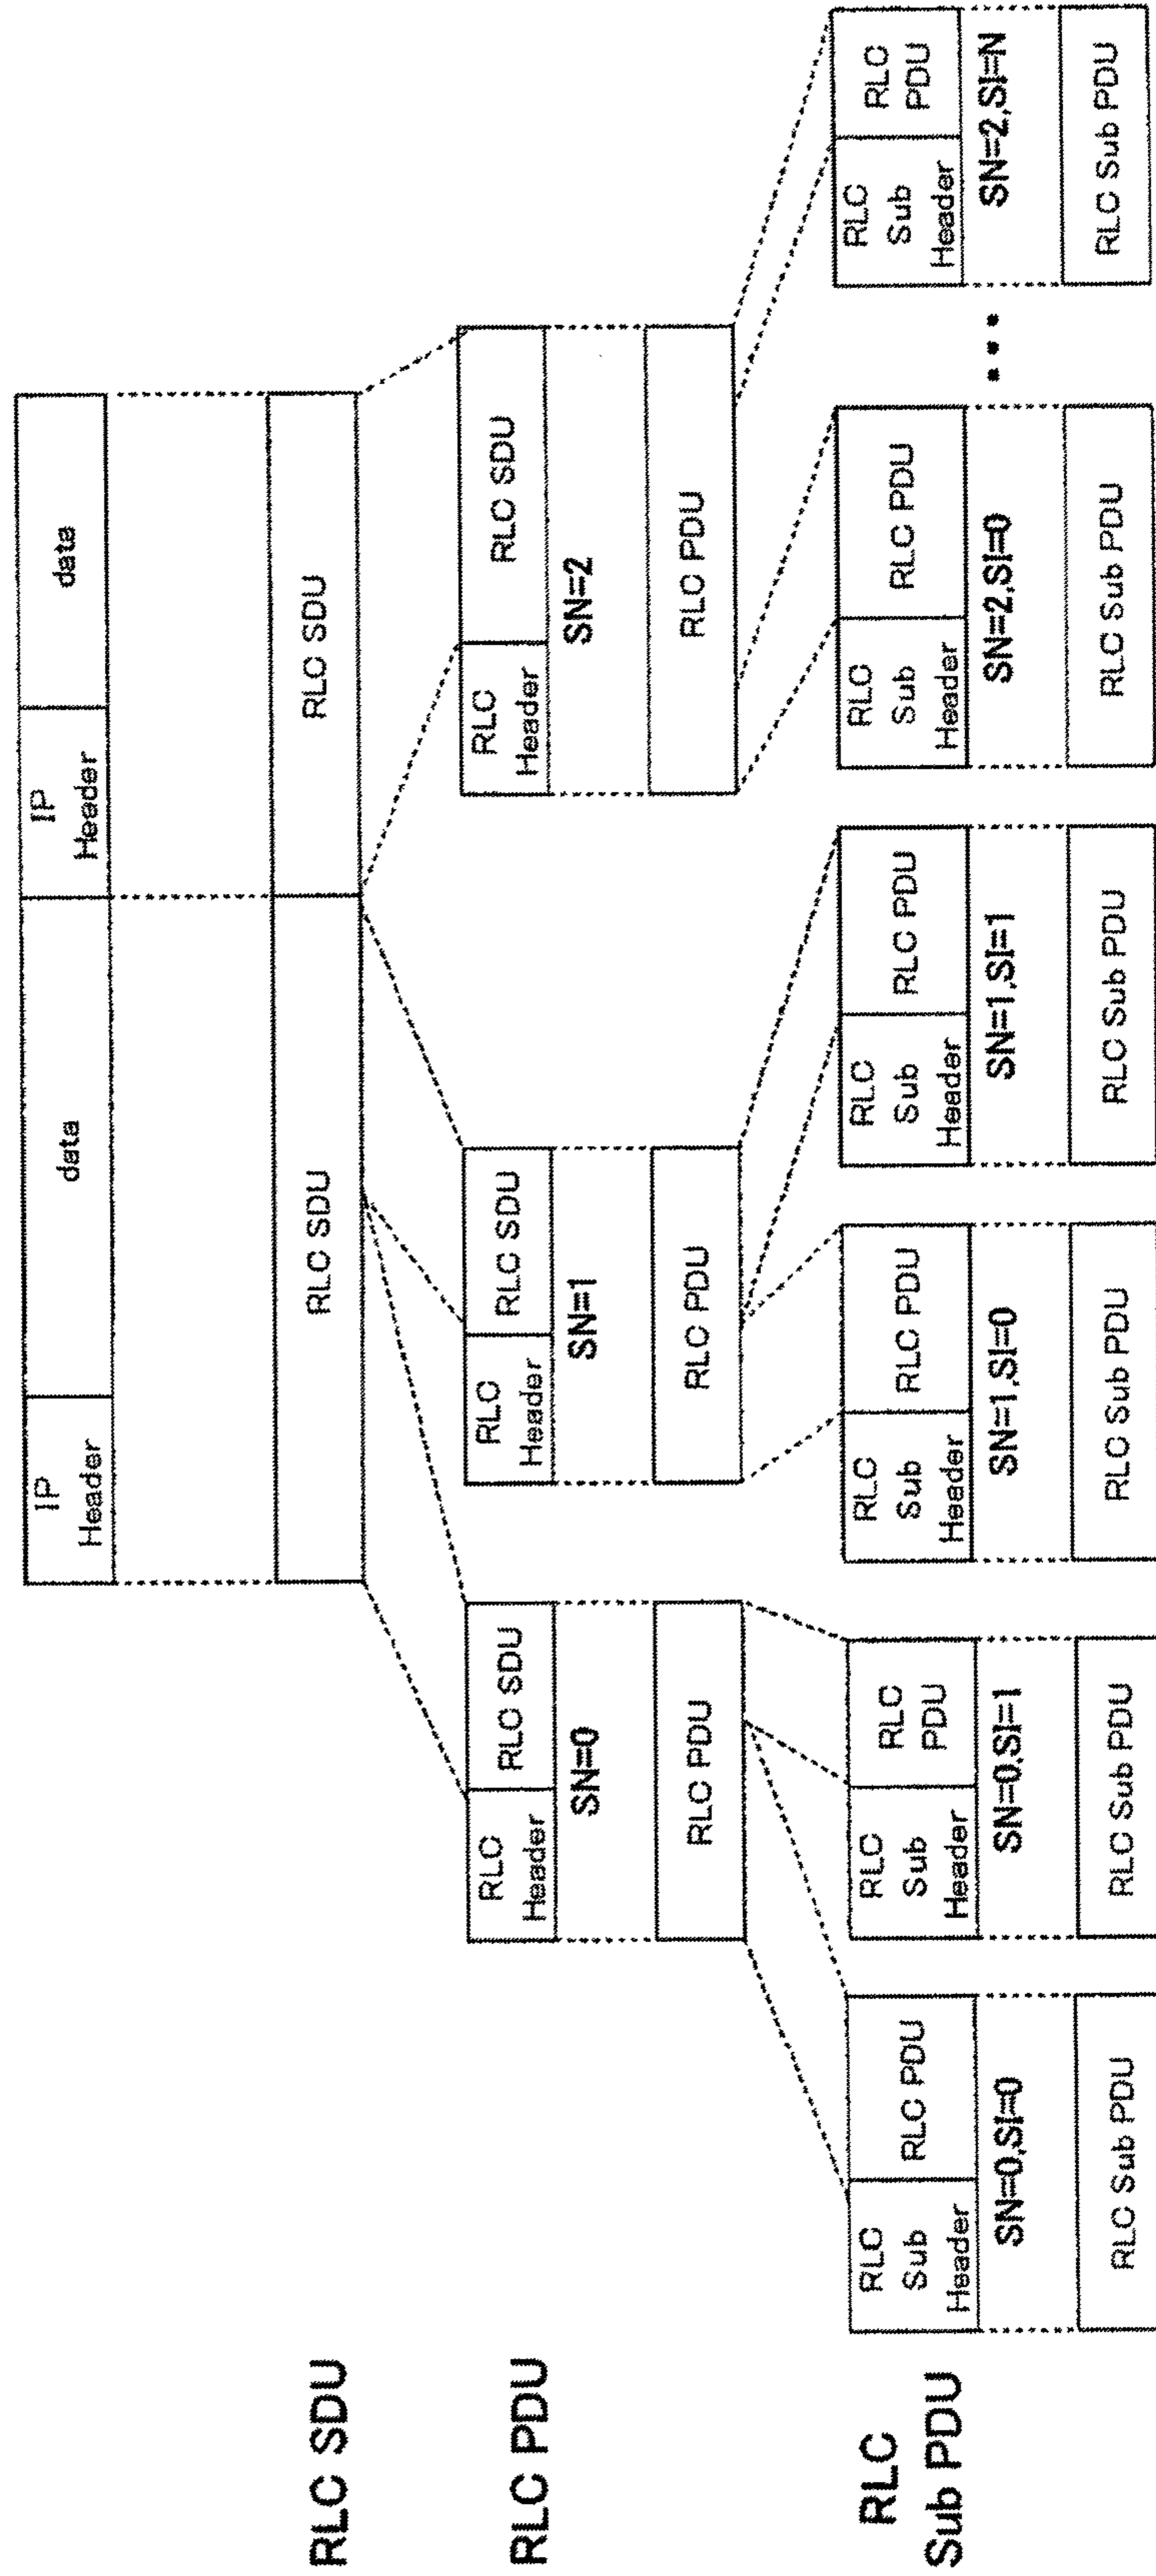 IP
Header
data
IP
Header
data
RLC SDU
RLC SDU
RLC SDU
RLC PDU
RLC
Header
RLC SDU
SN=0
RLC PDU
RLC
Header
RLC SDU
SN=1
RLC PDU
RLC
Header
RLC SDU
SN=2
RLC PDU
RLC
Sub PDU
RLC
Sub
Header
RLC PDU
SN=0,SI=0
RLC Sub PDU
RLC
Sub
Header
RLC
PDU
SN=0,SI=1
RLC Sub PDU
RLC
Sub
Header
RLC PDU
SN=1,SI=0
RLC Sub PDU
RLC
Sub
Header
RLC PDU
SN=1,SI=1
RLC Sub PDU
RLC
Sub
Header
RLC PDU
SN=2,SI=0
RLC Sub PDU
•••
RLC
Sub
Header
RLC
PDU
SN=2,SI=N
RLC Sub PDU